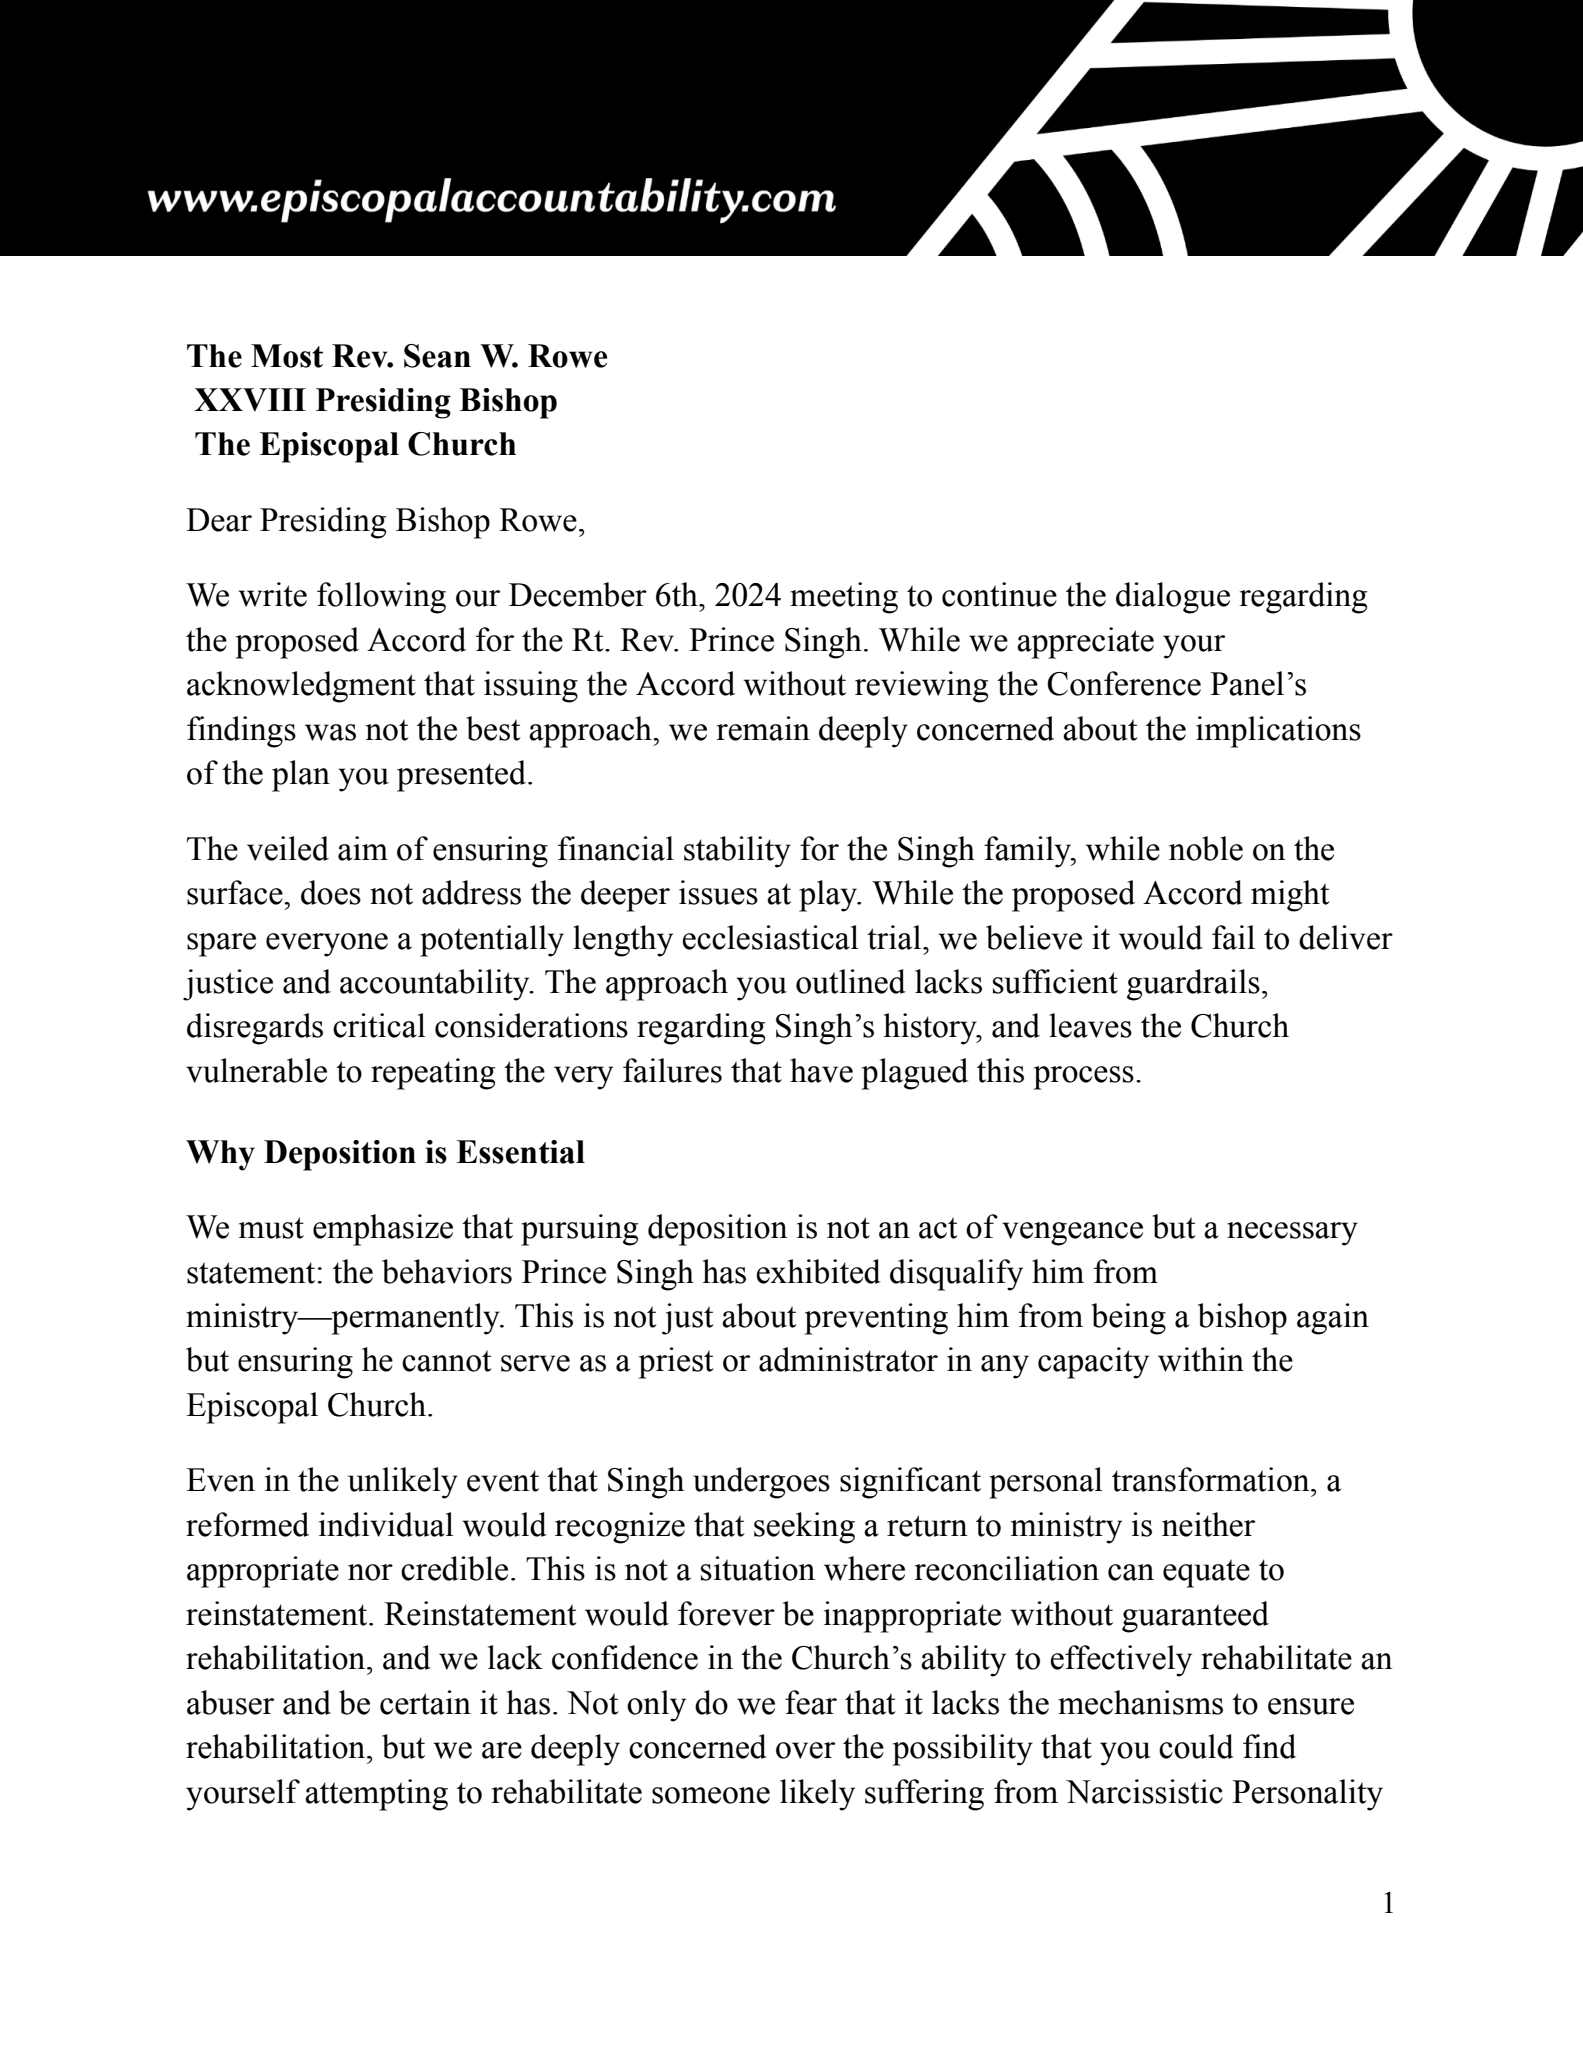 www.episcopalaccountability.com
The Most Rev. Sean W. Rowe
XXVIII Presiding Bishop
The Episcopal Church
Dear Presiding Bishop Rowe,
We write following our December 6th, 2024 meeting to continue the dialogue regarding
the proposed Accord for the Rt. Rev. Prince Singh. While we appreciate your
acknowledgment that issuing the Accord without reviewing the Conference Panel’s
findings was not the best approach, we remain deeply concerned about the implications
of the plan you presented.
The veiled aim of ensuring financial stability for the Singh family, while noble on the
surface, does not address the deeper issues at play. While the proposed Accord might
spare everyone a potentially lengthy ecclesiastical trial, we believe it would fail to deliver
justice and accountability. The approach you outlined lacks sufficient guardrails,
disregards critical considerations regarding Singh’s history, and leaves the Church
vulnerable to repeating the very failures that have plagued this process.
Why Deposition is Essential
We must emphasize that pursuing deposition is not an act of vengeance but a necessary
statement: the behaviors Prince Singh has exhibited disqualify him from
ministry—permanently. This is not just about preventing him from being a bishop again
but ensuring he cannot serve as a priest or administrator in any capacity within the
Episcopal Church.
Even in the unlikely event that Singh undergoes significant personal transformation, a
reformed individual would recognize that seeking a return to ministry is neither
appropriate nor credible. This is not a situation where reconciliation can equate to
reinstatement. Reinstatement would forever be inappropriate without guaranteed
rehabilitation, and we lack confidence in the Church’s ability to effectively rehabilitate an
abuser and be certain it has. Not only do we fear that it lacks the mechanisms to ensure
rehabilitation, but we are deeply concerned over the possibility that you could find
yourself attempting to rehabilitate someone likely suffering from Narcissistic Personality
1